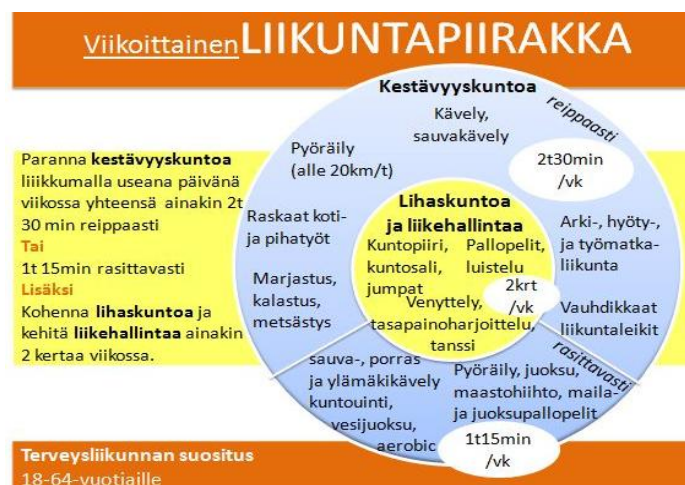 Viikoittainen LIIKUNTAPIIRAKKA
Paranna kestävyyskuntoa
liiikkumalla useana päivänä
viikossa yhteensä ainakin 2t
30 min reippaasti
Tai
1t 15min rasittavasti
Lisäksi
Kohenna lihaskuntoa ja
kehitä liikehallintaa ainakin
2 kertaa viikossa.
Kestävyyskuntoa
reippaasti
Kävely,
sauvakävely
2t30min
/vk
Pyöräily
(alle 20km/t)
Raskaat koti-
ja pihatyöt
Marjastus,
kalastus,
metsästys
Arki-, hyöty-,
ja työmatka-
liikunta
Vauhdikkaat
liikuntaleikit
Lihaskuntoa
ja liikehallintaa
Kuntopiiri,
kuntosali,
jumpat
Pallopelit,
luistelu
2krt
/vk
Venyttely,
tasapainoharjoittelu,
tanssi
rasittavasti
sauva-, porras
ja ylämäkikävely
kuntouinti,
vesijuoksu,
aerobic
Pyöräily, juoksu,
maastohiihto, maila-
ja juoksupallopelit
1t15min
/vk
Terveysliikunnan suositus
18-64-vuotiaille